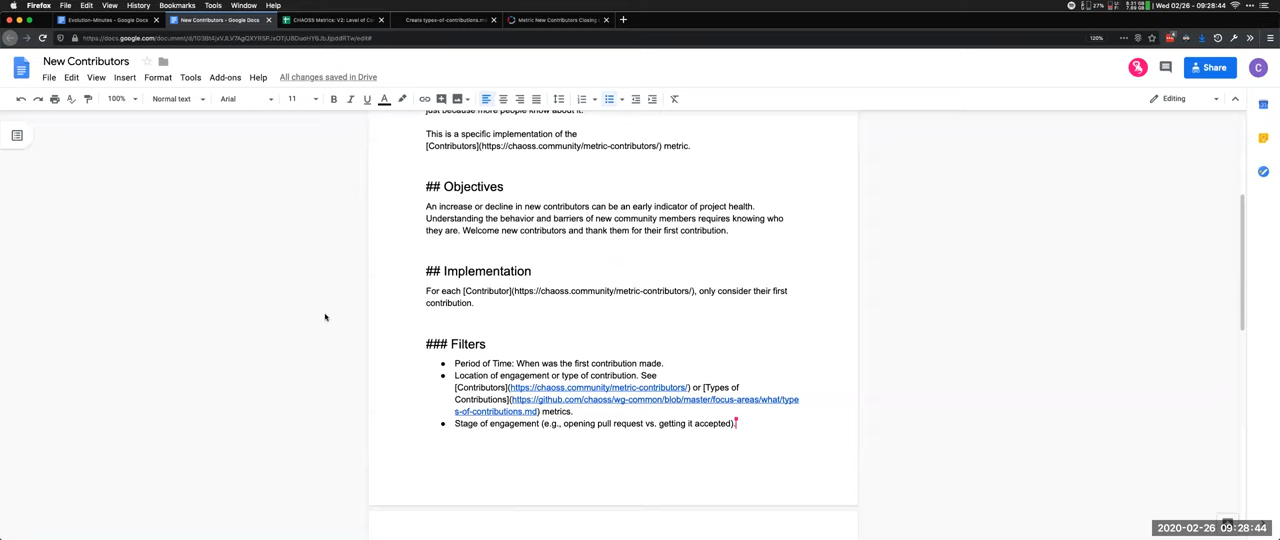 Firefox File Edit View History Bookmarks Tools Window Help
27% Wed 02/26 09:28:44
Evolution-Minutes - Google Docs
New Contributors - Google Docs
CHAOSS Metrics: V2: Level of Co
Create types-of-contributions.m
Metric New Contributors Closing
120%
New Contributors
File Edit View Insert Format Tools Add-ons Help All changes saved in Drive
Share
C
100% Normal text Arial 11 Editing
just because more people know about it.
This is a specific implementation of the
[Contributors](https://chaoss.community/metric-contributors/) metric.
## Objectives
An increase or decline in new contributors can be an early indicator of project health.
Understanding the behavior and barriers of new community members requires knowing who
they are. Welcome new contributors and thank them for their first contribution.
## Implementation
For each [Contributor](https://chaoss.community/metric-contributors/), only consider their first
contribution.
### Filters
● Period of Time: When was the first contribution made.
● Location of engagement or type of contribution. See
[Contributors](https://chaoss.community/metric-contributors/) or [Types of
Contributions](https://github.com/chaoss/wg-common/blob/master/focus-areas/what/type
s-of-contributions.md) metrics.
● Stage of engagement (e.g., opening pull request vs. getting it accepted).
2020-02-26 09:28:44